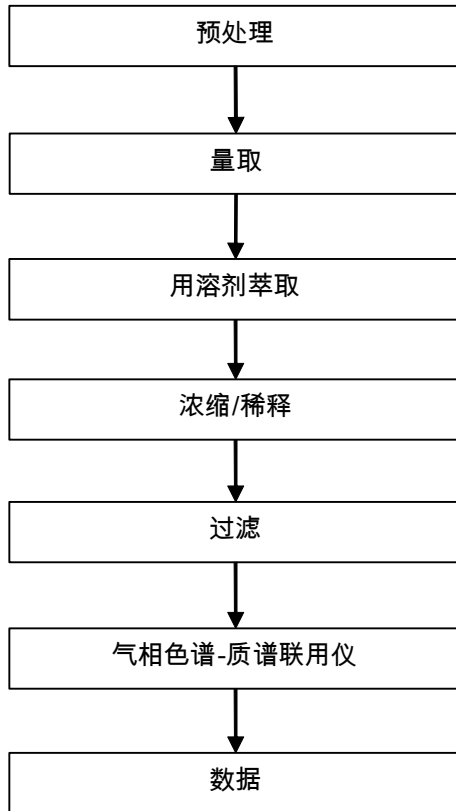 预处理
量取
用溶剂萃取
浓缩/稀释
过滤
气相色谱-质谱联用仪
数据